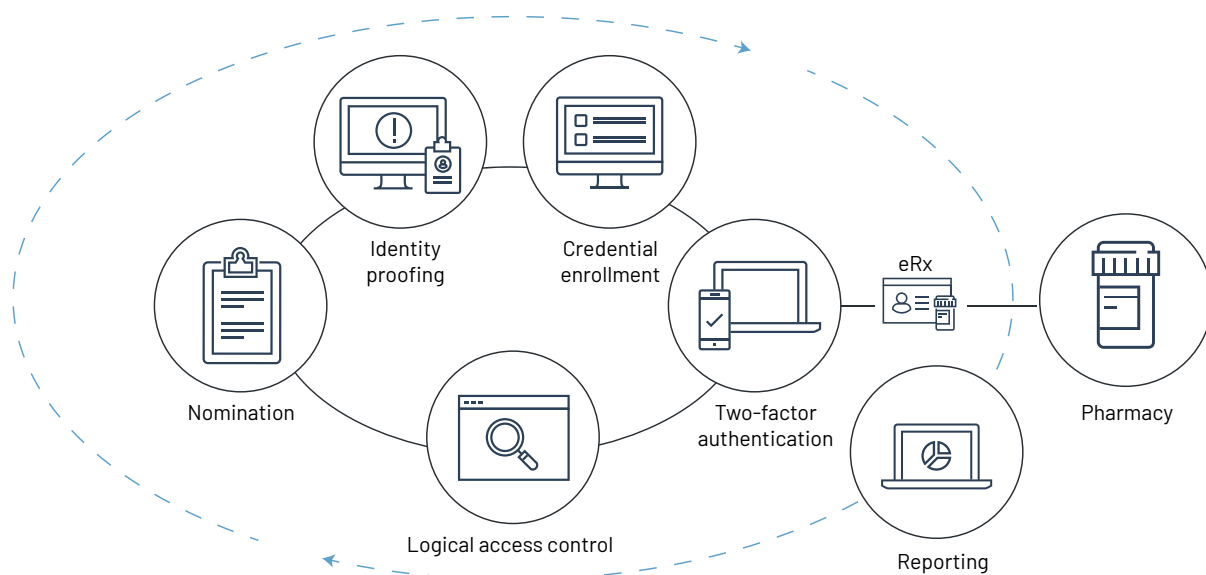 Identity
proofing
Credential
enrollment
eRx
Nomination
Two-factor
authentication
Pharmacy
Logical access control
Reporting